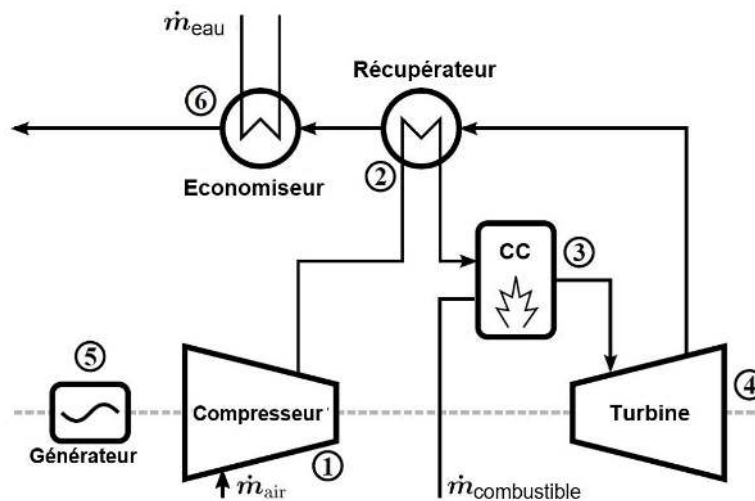 ṁeau
Récupérateur
⑥
②
Economiseur
CC
③
⑤
Compresseur
Turbine
④
Générateur
①
ṁair
ṁcombustible